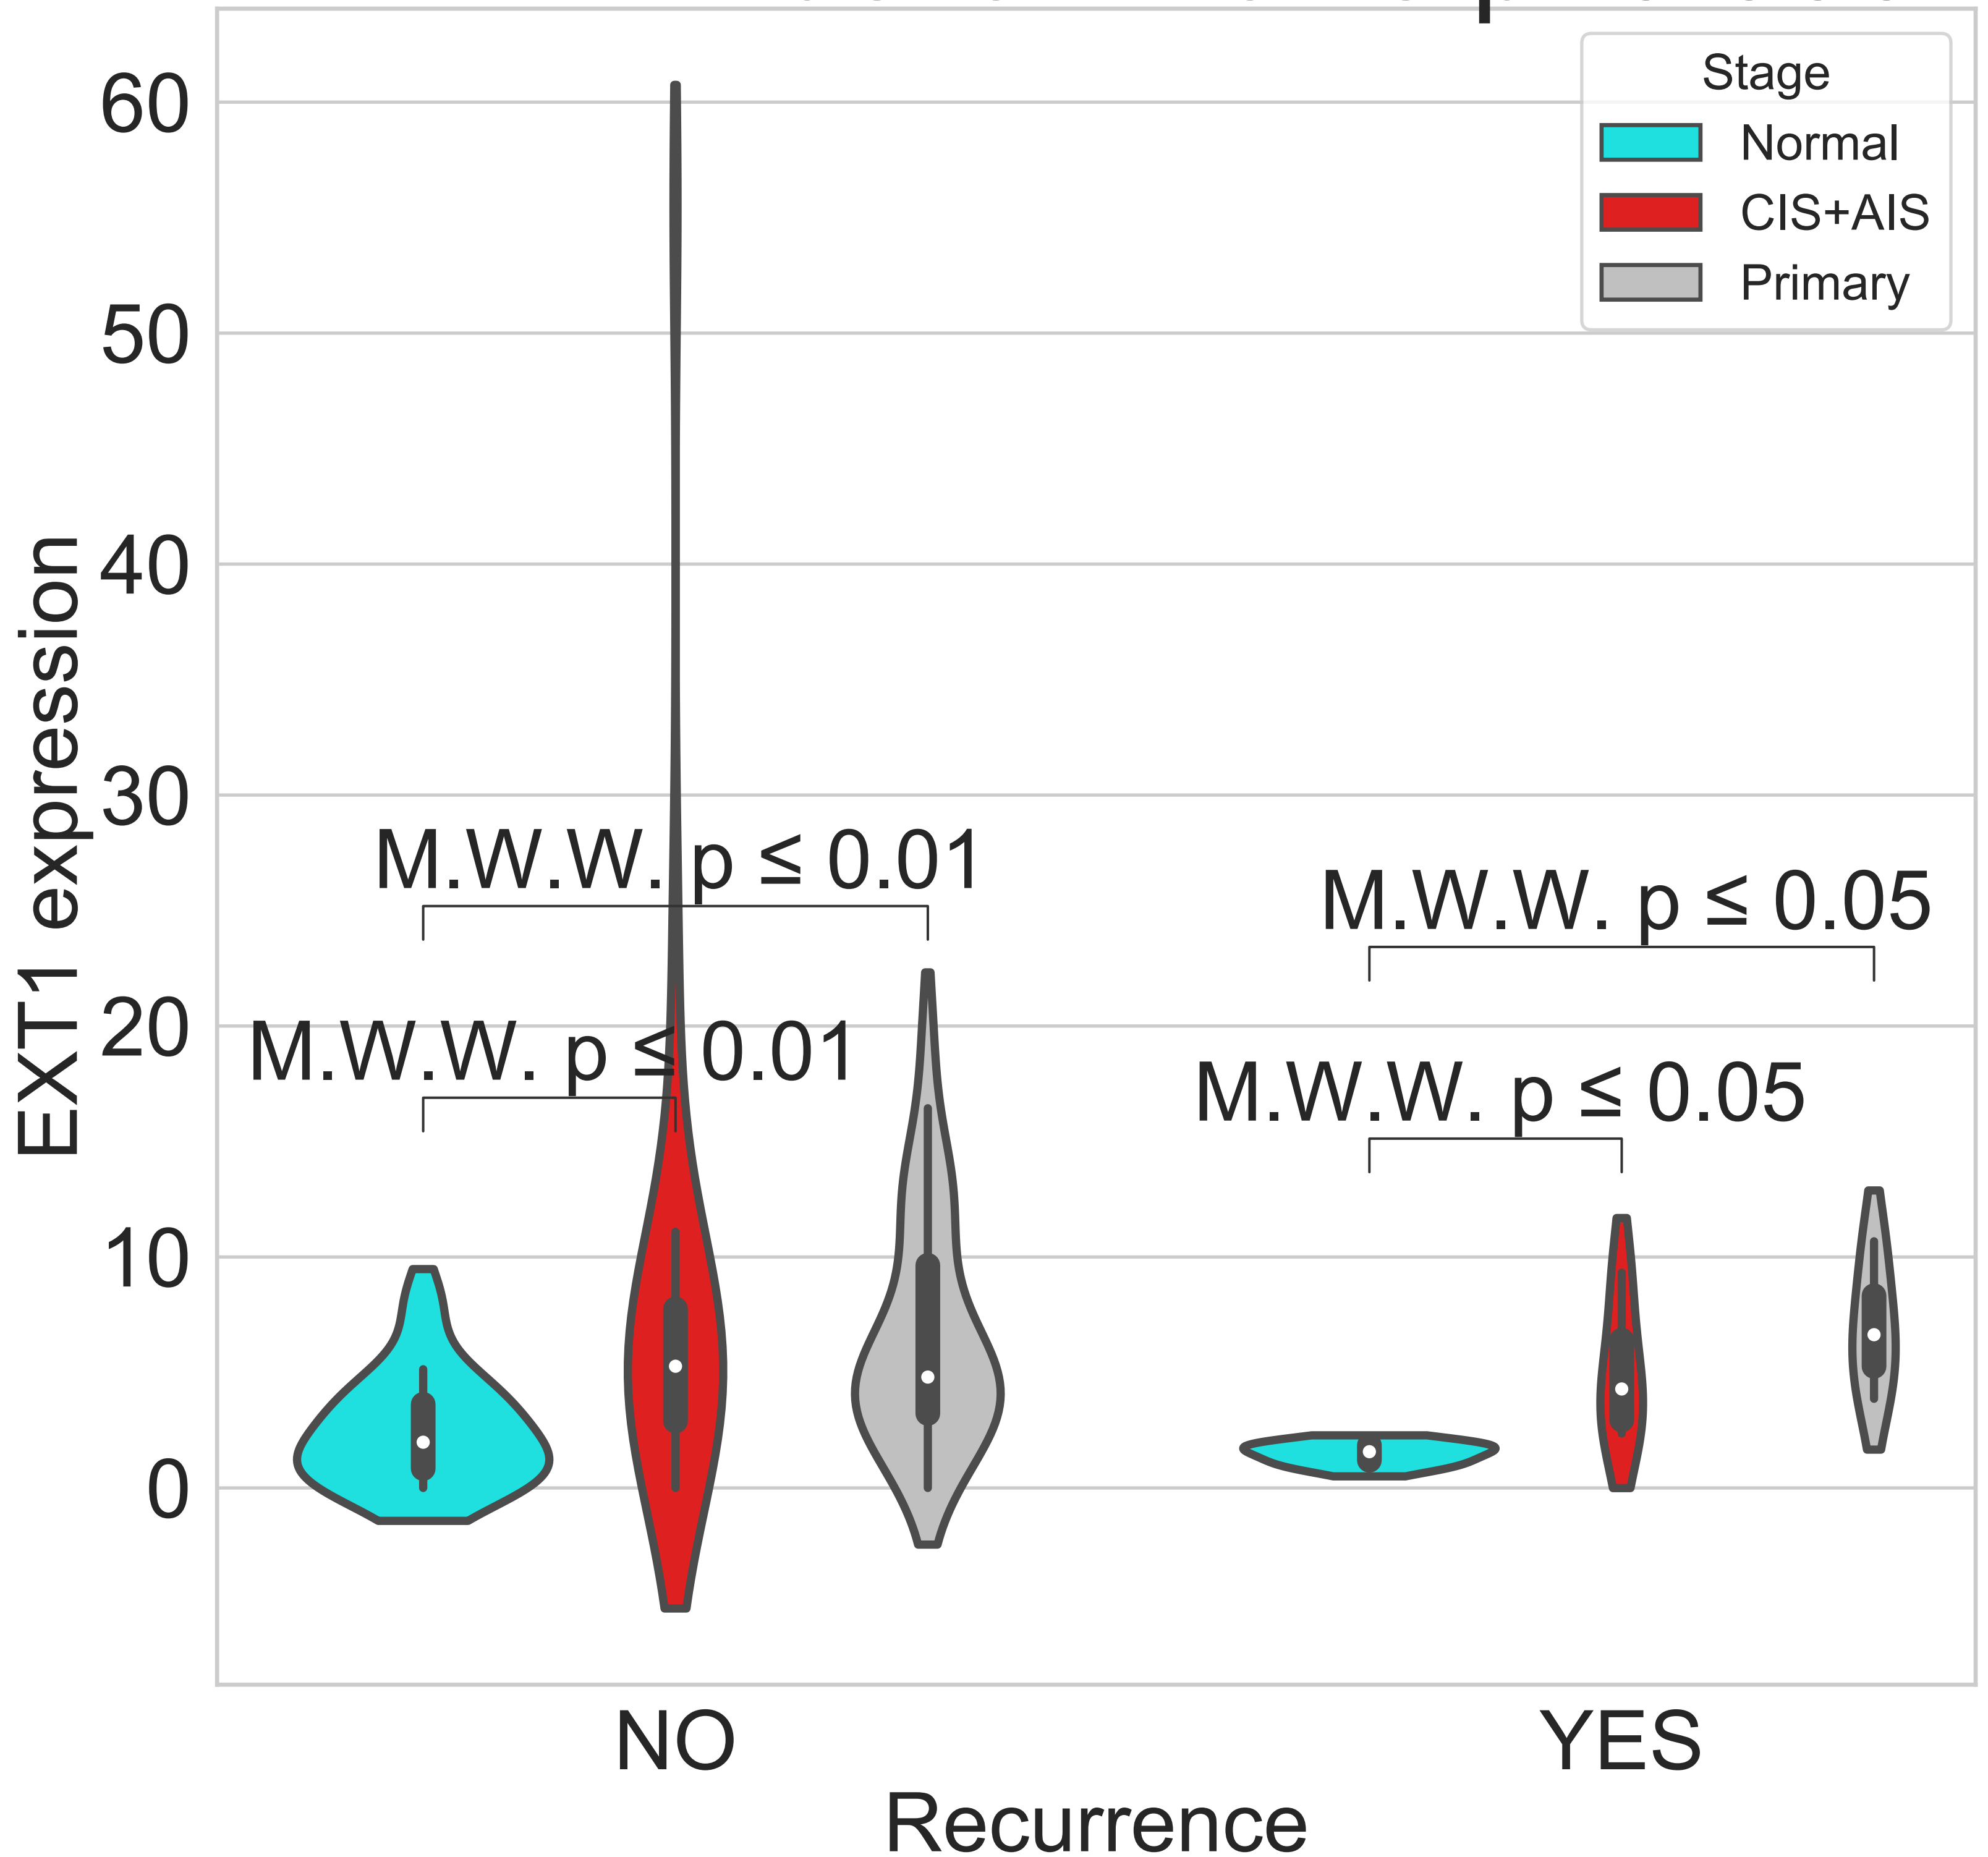 Stage
Normal
CIS+AIS
Primary
60
50
40
30
20
10
0
EXT1 expression
M.W.W. p ≤ 0.01
M.W.W. p ≤ 0.05
M.W.W. p ≤ 0.01
M.W.W. p ≤ 0.05
NO
YES
Recurrence